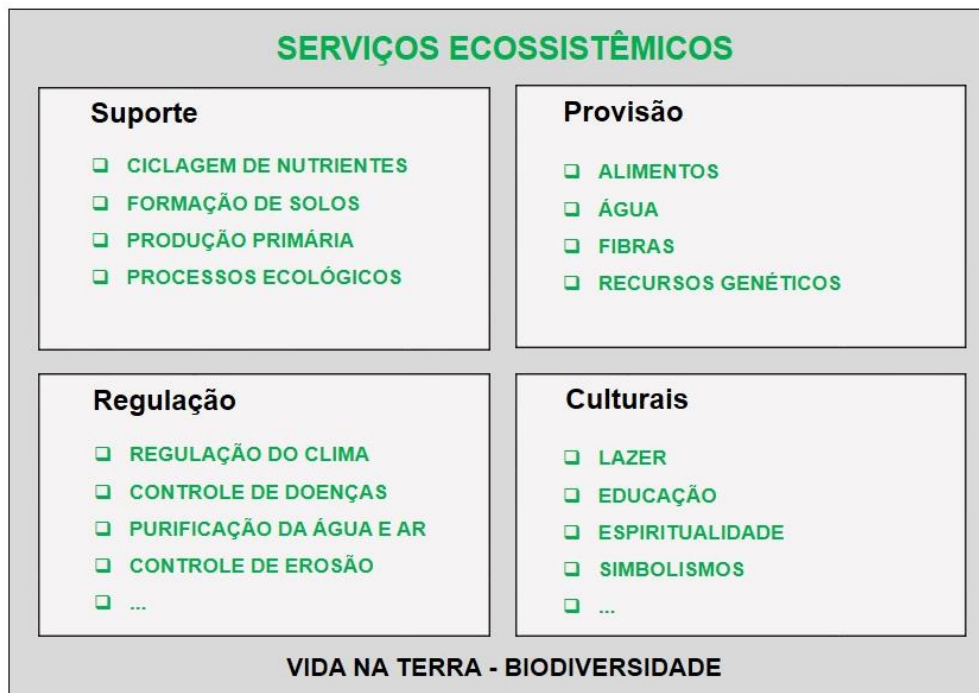 SERVIÇOS ECOSSISTÊMICOS
Suporte
❑ CICLAGEM DE NUTRIENTES
❑ FORMAÇÃO DE SOLOS
❑ PRODUÇÃO PRIMÁRIA
❑ PROCESSOS ECOLÓGICOS
Provisão
❑ ALIMENTOS
❑ ÁGUA
❑ FIBRAS
❑ RECURSOS GENÉTICOS
Regulação
❑ REGULAÇÃO DO CLIMA
❑ CONTROLE DE DOENÇAS
❑ PURIFICAÇÃO DA ÁGUA E AR
❑ CONTROLE DE EROSÃO
❑ ...
Culturais
❑ LAZER
❑ EDUCAÇÃO
❑ ESPIRITUALIDADE
❑ SIMBOLISMOS
❑ ...
VIDA NA TERRA - BIODIVERSIDADE